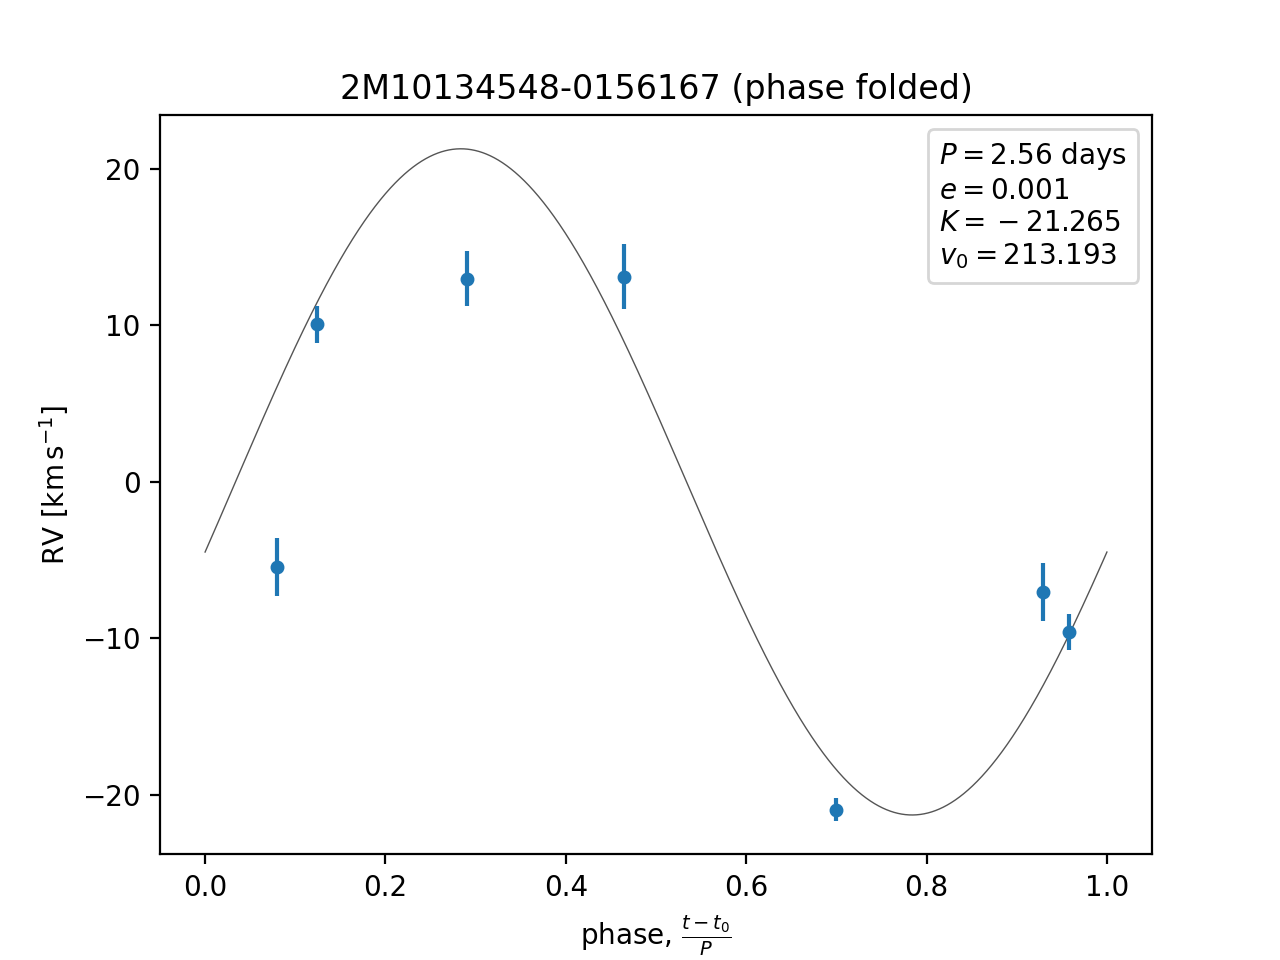 2M10134548-0156167 (phase folded)
P = 2.56 days
e = 0.001
K = −21.265
v₀ = 213.193
20
10
0
−10
−20
RV [km s⁻¹]
0.0 0.2 0.4 0.6 0.8 1.0
phase, (t − t₀)/P